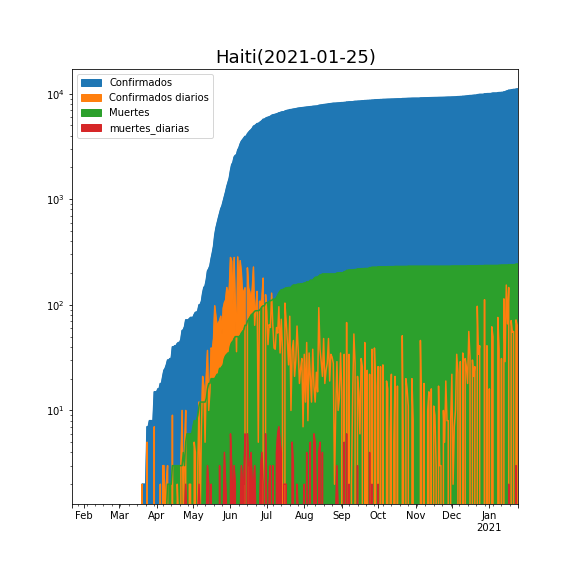 Haiti(2021-01-25)
Confirmados
Confirmados diarios
Muertes
muertes_diarias
10⁴
10³
10²
10¹
Feb Mar Apr May Jun Jul Aug Sep Oct Nov Dec Jan
2021